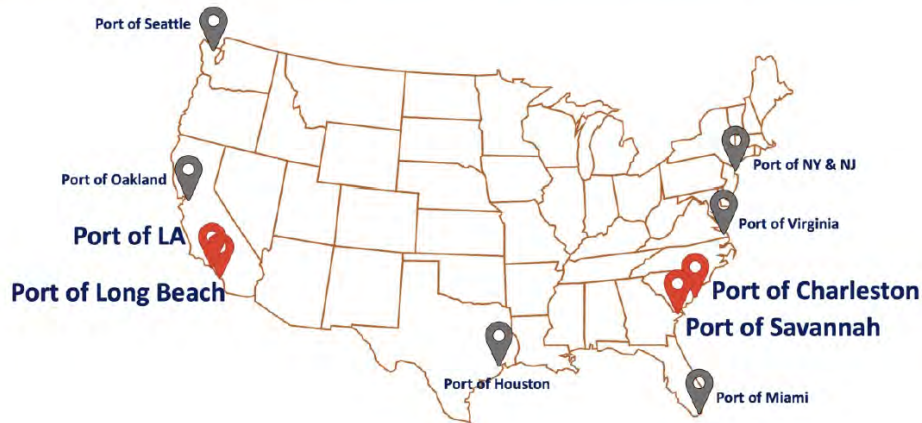 Port of Seattle
Port of NY & NJ
Port of Oakland
Port of Virginia
Port of LA
Port of Long Beach
Port of Charleston
Port of Savannah
Port of Houston
Port of Miami